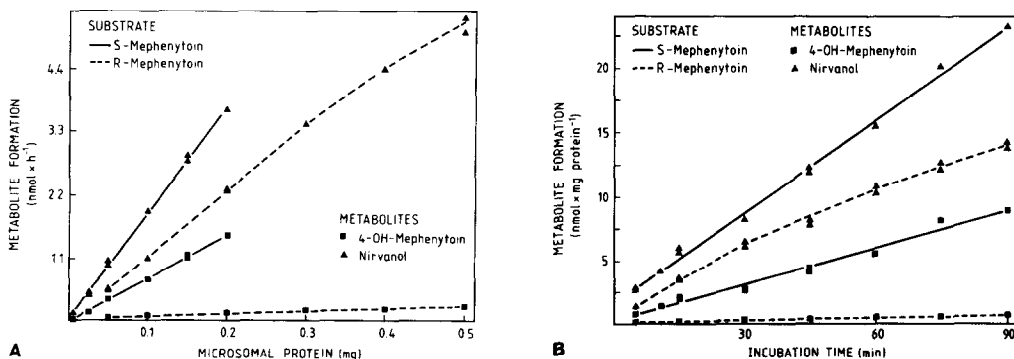 SUBSTRATE
S-Mephenytoin
R-Mephenytoin
4.4
3.3
2.2
1.1
METABOLITE FORMATION
(nmol × h⁻¹)
METABOLITES
4-OH-Mephenytoin
Nirvanol
0.1 0.2 0.3 0.4 0.5
MICROSOMAL PROTEIN (mg)
A
SUBSTRATE
S-Mephenytoin
R-Mephenytoin
METABOLITES
4-OH-Mephenytoin
Nirvanol
20
15
10
5
METABOLITE FORMATION
(nmol × mg protein⁻¹)
30 60 90
INCUBATION TIME (min)
B